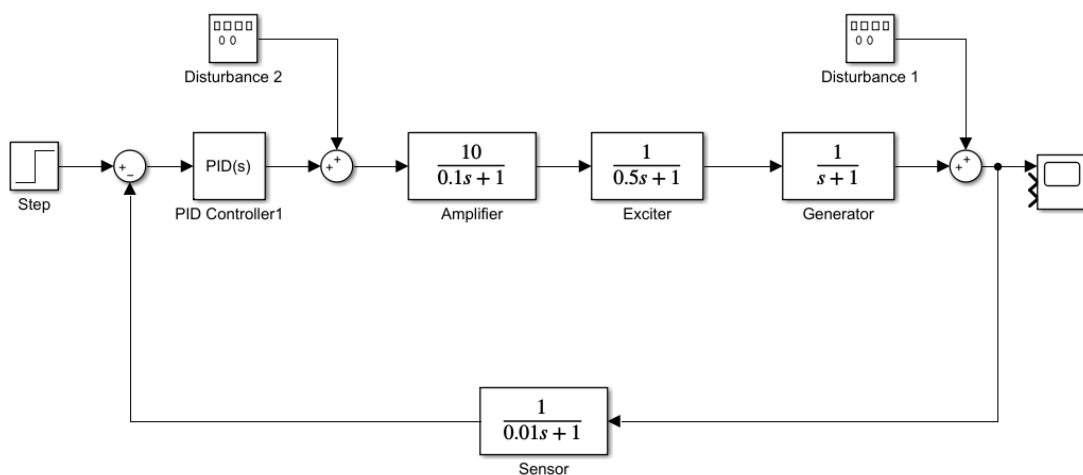 Disturbance 2
Disturbance 1
Step
+
−
PID(s)
PID Controller1
+
+
10
0.1s + 1
Amplifier
1
0.5s + 1
Exciter
1
s + 1
Generator
+
+
1
0.01s + 1
Sensor